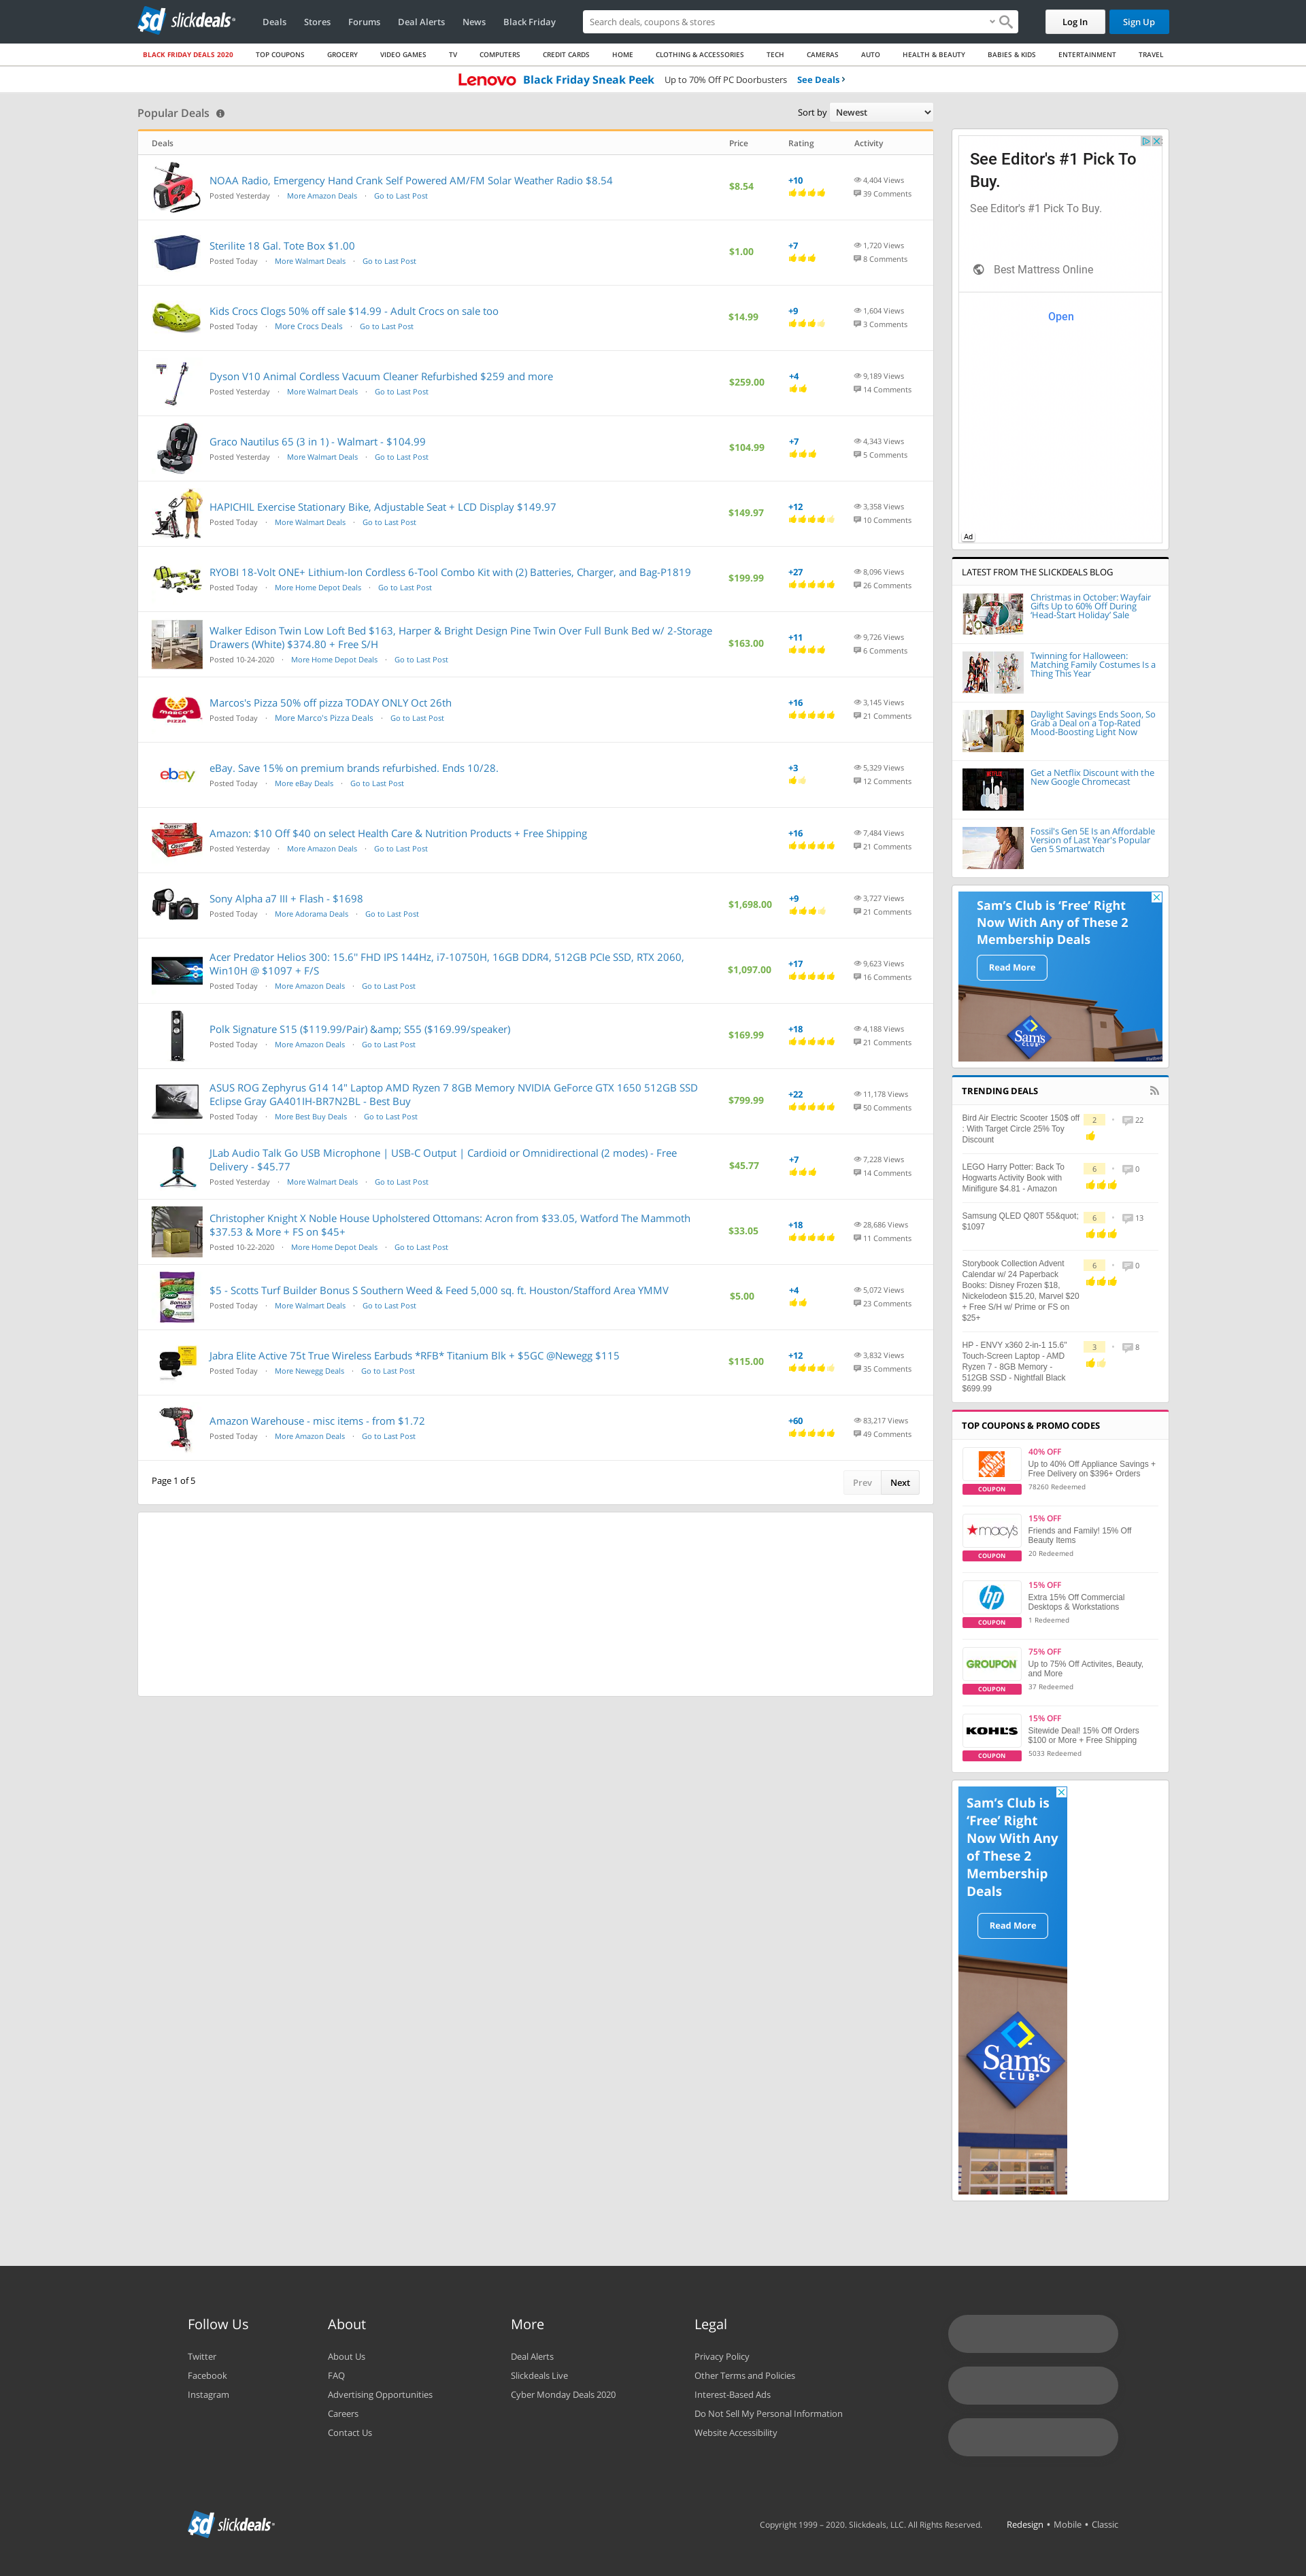 sd slickdeals
Deals Stores Forums Deal Alerts News Black Friday
Search deals, coupons & stores
Log In Sign Up
BLACK FRIDAY DEALS 2020 TOP COUPONS GROCERY VIDEO GAMES TV COMPUTERS CREDIT CARDS HOME CLOTHING & ACCESSORIES TECH CAMERAS AUTO HEALTH & BEAUTY BABIES & KIDS ENTERTAINMENT TRAVEL
Lenovo Black Friday Sneak Peek Up to 70% Off PC Doorbusters See Deals ›
Popular Deals
Sort by Newest
Deals Price Rating Activity
NOAA Radio, Emergency Hand Crank Self Powered AM/FM Solar Weather Radio $8.54
Posted Yesterday · More Amazon Deals · Go to Last Post
$8.54
+10
4,404 Views
39 Comments
Sterilite 18 Gal. Tote Box $1.00
Posted Today · More Walmart Deals · Go to Last Post
$1.00
+7
1,720 Views
8 Comments
Kids Crocs Clogs 50% off sale $14.99 - Adult Crocs on sale too
Posted Today · More Crocs Deals · Go to Last Post
$14.99
+9
1,604 Views
3 Comments
Dyson V10 Animal Cordless Vacuum Cleaner Refurbished $259 and more
Posted Yesterday · More Walmart Deals · Go to Last Post
$259.00
+4
9,189 Views
14 Comments
Graco Nautilus 65 (3 in 1) - Walmart - $104.99
Posted Yesterday · More Walmart Deals · Go to Last Post
$104.99
+7
4,343 Views
5 Comments
HAPICHIL Exercise Stationary Bike, Adjustable Seat + LCD Display $149.97
Posted Today · More Walmart Deals · Go to Last Post
$149.97
+12
3,358 Views
10 Comments
RYOBI 18-Volt ONE+ Lithium-Ion Cordless 6-Tool Combo Kit with (2) Batteries, Charger, and Bag-P1819
Posted Today · More Home Depot Deals · Go to Last Post
$199.99
+27
8,096 Views
26 Comments
Walker Edison Twin Low Loft Bed $163, Harper & Bright Design Pine Twin Over Full Bunk Bed w/ 2-Storage
Drawers (White) $374.80 + Free S/H
Posted 10-24-2020 · More Home Depot Deals · Go to Last Post
$163.00
+11
9,726 Views
6 Comments
MARCO'S PIZZA
Marcos's Pizza 50% off pizza TODAY ONLY Oct 26th
Posted Today · More Marco's Pizza Deals · Go to Last Post
+16
3,145 Views
21 Comments
ebay
eBay. Save 15% on premium brands refurbished. Ends 10/28.
Posted Today · More eBay Deals · Go to Last Post
+3
5,329 Views
12 Comments
Amazon: $10 Off $40 on select Health Care & Nutrition Products + Free Shipping
Posted Yesterday · More Amazon Deals · Go to Last Post
+16
7,484 Views
21 Comments
Sony Alpha a7 III + Flash - $1698
Posted Today · More Adorama Deals · Go to Last Post
$1,698.00
+9
3,727 Views
21 Comments
Acer Predator Helios 300: 15.6'' FHD IPS 144Hz, i7-10750H, 16GB DDR4, 512GB PCIe SSD, RTX 2060,
Win10H @ $1097 + F/S
Posted Today · More Amazon Deals · Go to Last Post
$1,097.00
+17
9,623 Views
16 Comments
Polk Signature S15 ($119.99/Pair) &amp; S55 ($169.99/speaker)
Posted Today · More Amazon Deals · Go to Last Post
$169.99
+18
4,188 Views
21 Comments
ASUS ROG Zephyrus G14 14" Laptop AMD Ryzen 7 8GB Memory NVIDIA GeForce GTX 1650 512GB SSD
Eclipse Gray GA401IH-BR7N2BL - Best Buy
Posted Today · More Best Buy Deals · Go to Last Post
$799.99
+22
11,178 Views
50 Comments
JLab Audio Talk Go USB Microphone | USB-C Output | Cardioid or Omnidirectional (2 modes) - Free
Delivery - $45.77
Posted Yesterday · More Walmart Deals · Go to Last Post
$45.77
+7
7,228 Views
14 Comments
Christopher Knight X Noble House Upholstered Ottomans: Acron from $33.05, Watford The Mammoth
$37.53 & More + FS on $45+
Posted 10-22-2020 · More Home Depot Deals · Go to Last Post
$33.05
+18
28,686 Views
11 Comments
$5 - Scotts Turf Builder Bonus S Southern Weed & Feed 5,000 sq. ft. Houston/Stafford Area YMMV
Posted Today · More Walmart Deals · Go to Last Post
$5.00
+4
5,072 Views
23 Comments
Jabra Elite Active 75t True Wireless Earbuds *RFB* Titanium Blk + $5GC @Newegg $115
Posted Today · More Newegg Deals · Go to Last Post
$115.00
+12
3,832 Views
35 Comments
Amazon Warehouse - misc items - from $1.72
Posted Today · More Amazon Deals · Go to Last Post
+60
83,217 Views
49 Comments
Page 1 of 5
Prev Next
See Editor's #1 Pick To
Buy.
See Editor's #1 Pick To Buy.
Best Mattress Online
Open
Ad
LATEST FROM THE SLICKDEALS BLOG
Christmas in October: Wayfair
Gifts Up to 60% Off During
'Head-Start Holiday' Sale
Twinning for Halloween:
Matching Family Costumes Is a
Thing This Year
Daylight Savings Ends Soon, So
Grab a Deal on a Top-Rated
Mood-Boosting Light Now
NETFLIX
Get a Netflix Discount with the
New Google Chromecast
Fossil's Gen 5E Is an Affordable
Version of Last Year's Popular
Gen 5 Smartwatch
Sam's Club is 'Free' Right
Now With Any of These 2
Membership Deals
Read More
Sam's CLUB
TRENDING DEALS
Bird Air Electric Scooter 150$ off
: With Target Circle 25% Toy
Discount
2 • 22
LEGO Harry Potter: Back To
Hogwarts Activity Book with
Minifigure $4.81 - Amazon
6 • 0
Samsung QLED Q80T 55&quot;
$1097
6 • 13
Storybook Collection Advent
Calendar w/ 24 Paperback
Books: Disney Frozen $18,
Nickelodeon $15.20, Marvel $20
+ Free S/H w/ Prime or FS on
$25+
6 • 0
HP - ENVY x360 2-in-1 15.6"
Touch-Screen Laptop - AMD
Ryzen 7 - 8GB Memory -
512GB SSD - Nightfall Black
$699.99
3 • 8
TOP COUPONS & PROMO CODES
40% OFF
Up to 40% Off Appliance Savings +
Free Delivery on $396+ Orders
78260 Redeemed
COUPON
macy's
15% OFF
Friends and Family! 15% Off
Beauty Items
20 Redeemed
COUPON
hp
15% OFF
Extra 15% Off Commercial
Desktops & Workstations
1 Redeemed
COUPON
GROUPON
75% OFF
Up to 75% Off Activites, Beauty,
and More
37 Redeemed
COUPON
KOHL'S
15% OFF
Sitewide Deal! 15% Off Orders
$100 or More + Free Shipping
5033 Redeemed
COUPON
Sam's Club is
'Free' Right
Now With Any
of These 2
Membership
Deals
Read More
Sam's CLUB
Follow Us
Twitter
Facebook
Instagram
About
About Us
FAQ
Advertising Opportunities
Careers
Contact Us
More
Deal Alerts
Slickdeals Live
Cyber Monday Deals 2020
Legal
Privacy Policy
Other Terms and Policies
Interest-Based Ads
Do Not Sell My Personal Information
Website Accessibility
sd slickdeals
Copyright 1999 – 2020. Slickdeals, LLC. All Rights Reserved.
Redesign • Mobile • Classic